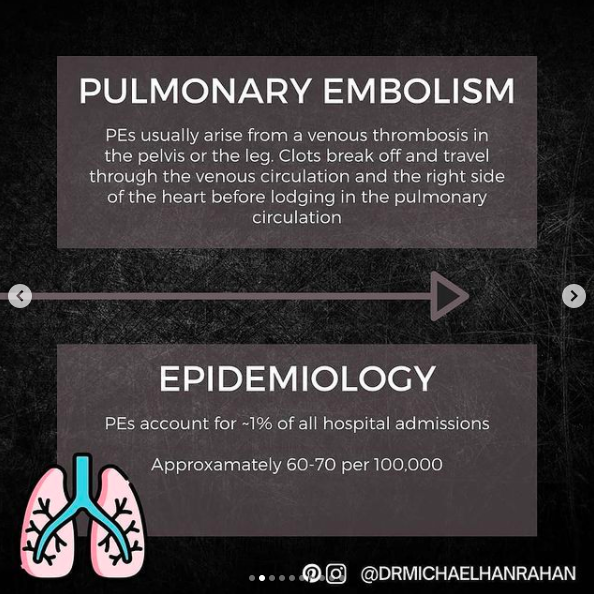 PULMONARY EMBOLISM
PEs usually arise from a venous thrombosis in
the pelvis or the leg. Clots break off and travel
through the venous circulation and the right side
of the heart before lodging in the pulmonary
circulation
EPIDEMIOLOGY
PEs account for ~1% of all hospital admissions
Approxamately 60-70 per 100,000
@DRMICHAELHANRAHAN